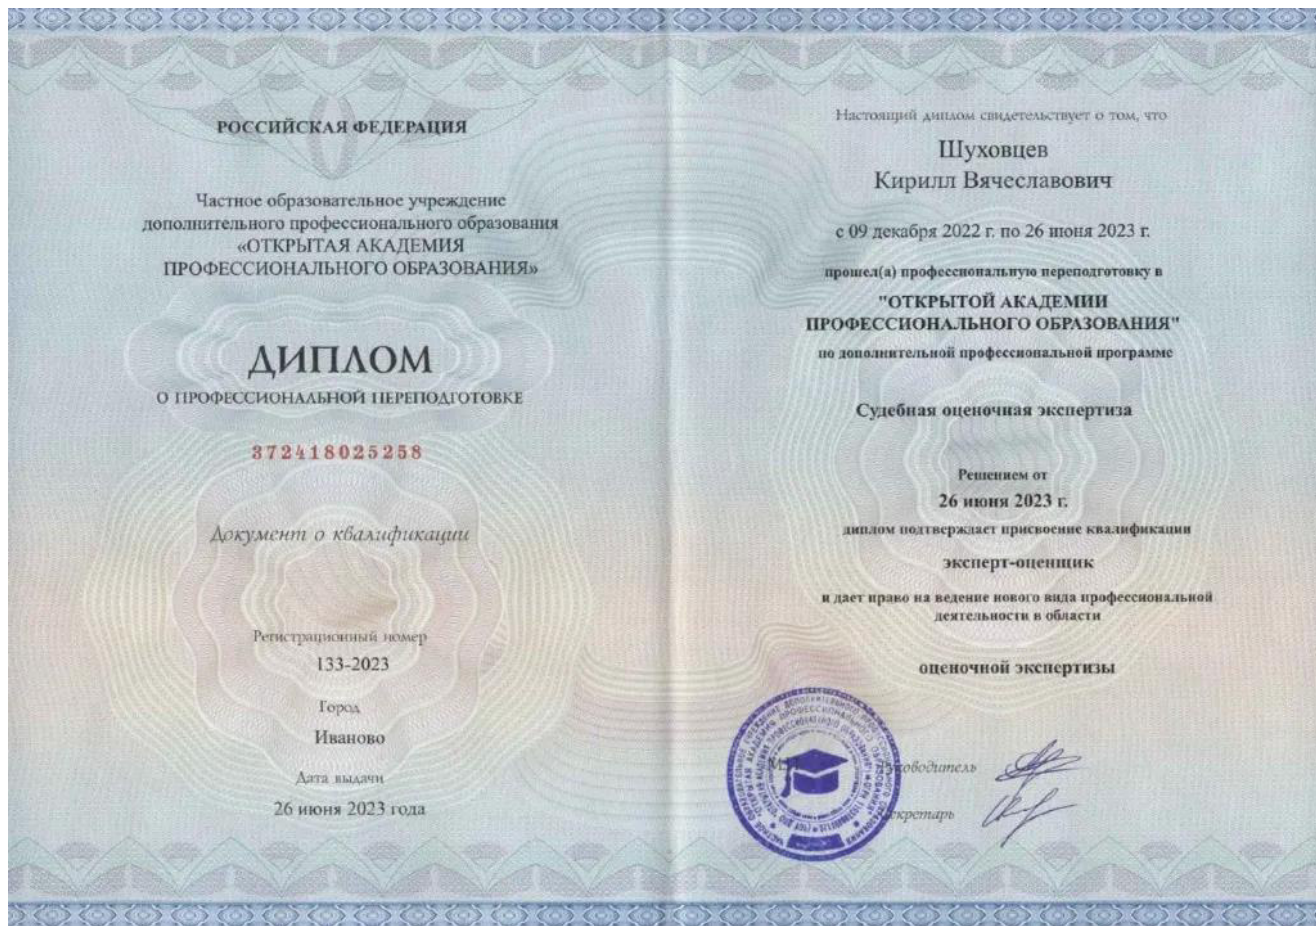 РОССИЙСКАЯ ФЕДЕРАЦИЯ
Частное образовательное учреждение
дополнительного профессионального образования
«ОТКРЫТАЯ АКАДЕМИЯ
ПРОФЕССИОНАЛЬНОГО ОБРАЗОВАНИЯ»
ДИПЛОМ
О ПРОФЕССИОНАЛЬНОЙ ПЕРЕПОДГОТОВКЕ
372418025258
Документ о квалификации
Регистрационный номер
133-2023
Город
Иваново
Дата выдачи
26 июня 2023 года
Настоящий диплом свидетельствует о том, что
Шуховцев
Кирилл Вячеславович
с 09 декабря 2022 г. по 26 июня 2023 г.
прошел(а) профессиональную переподготовку в
"ОТКРЫТОЙ АКАДЕМИИ
ПРОФЕССИОНАЛЬНОГО ОБРАЗОВАНИЯ"
по дополнительной профессиональной программе
Судебная оценочная экспертиза
Решением от
26 июня 2023 г.
диплом подтверждает присвоение квалификации
эксперт-оценщик
и дает право на ведение нового вида профессиональной
деятельности в области
оценочной экспертизы
Руководитель
Секретарь